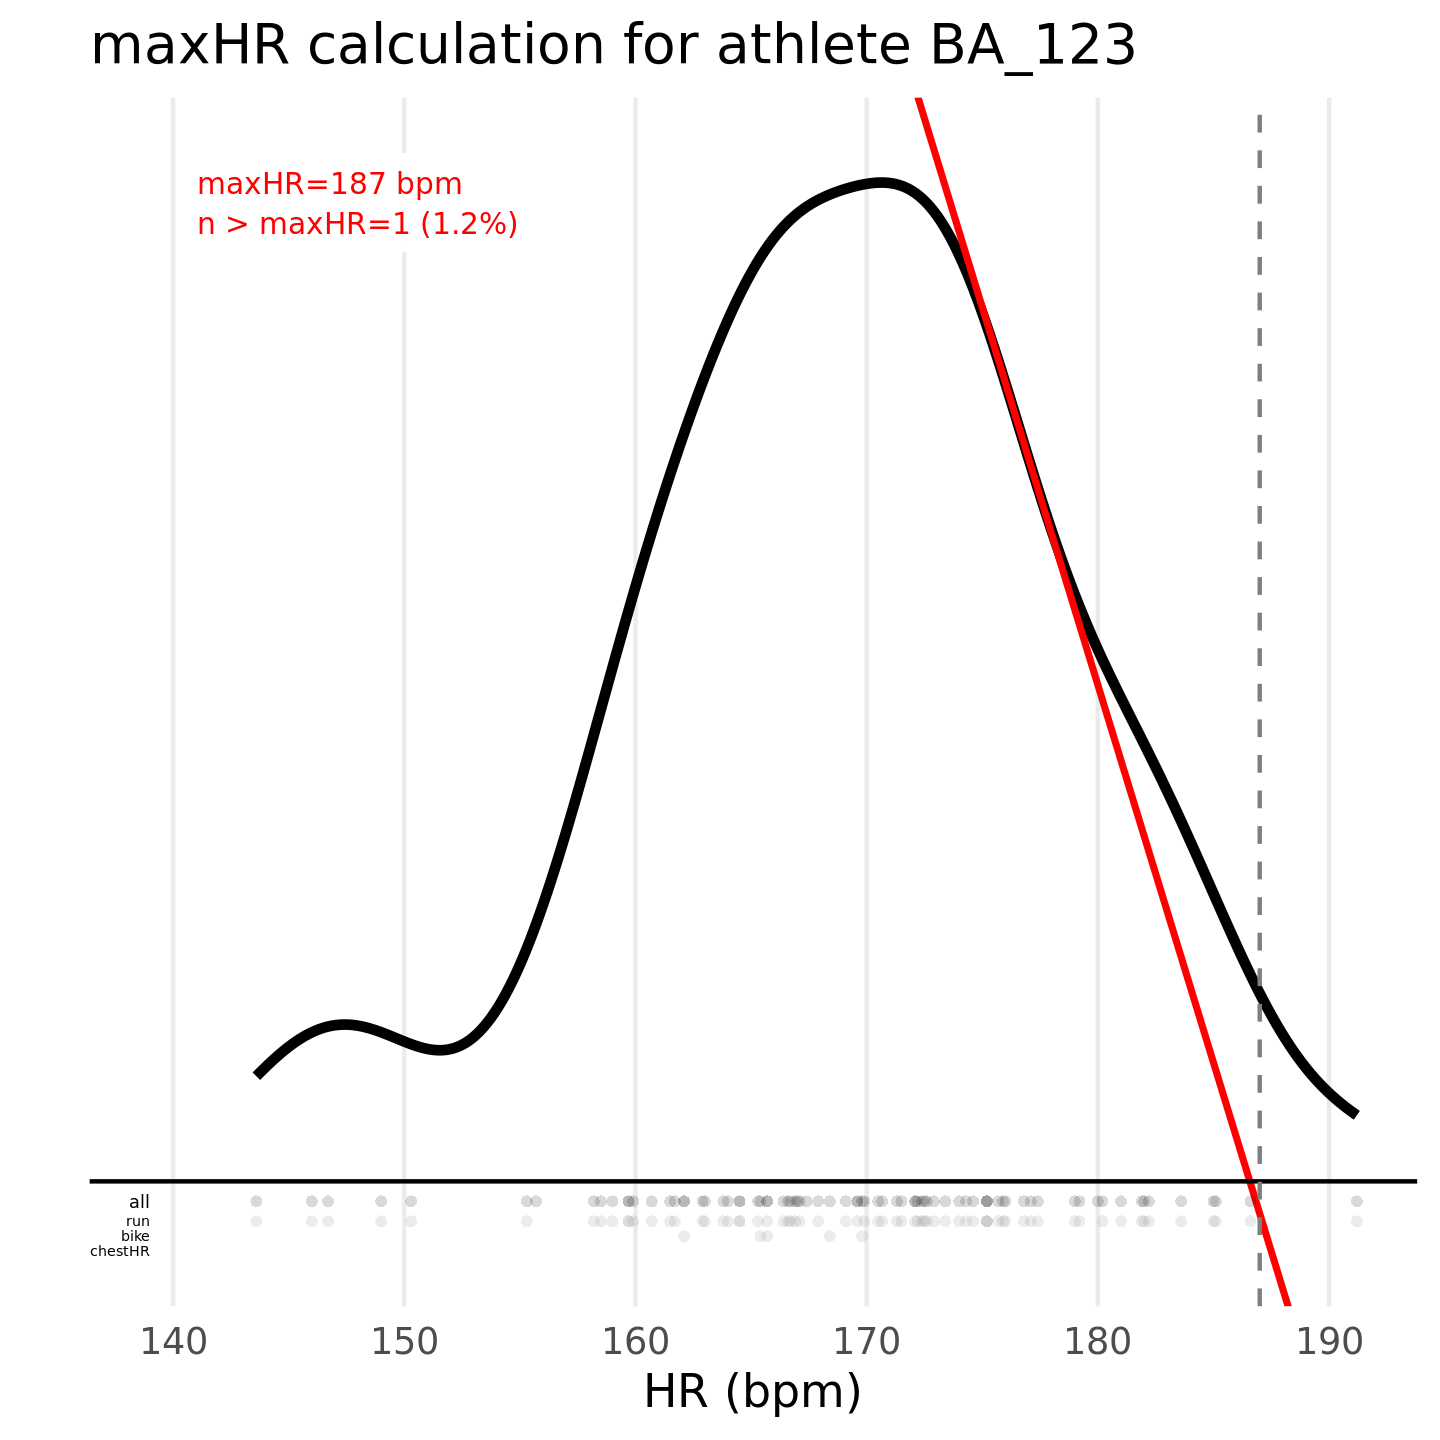 maxHR calculation for athlete BA_123
maxHR=187 bpm
n > maxHR=1 (1.2%)
all
run
bike
chestHR
140 150 160 170 180 190
HR (bpm)